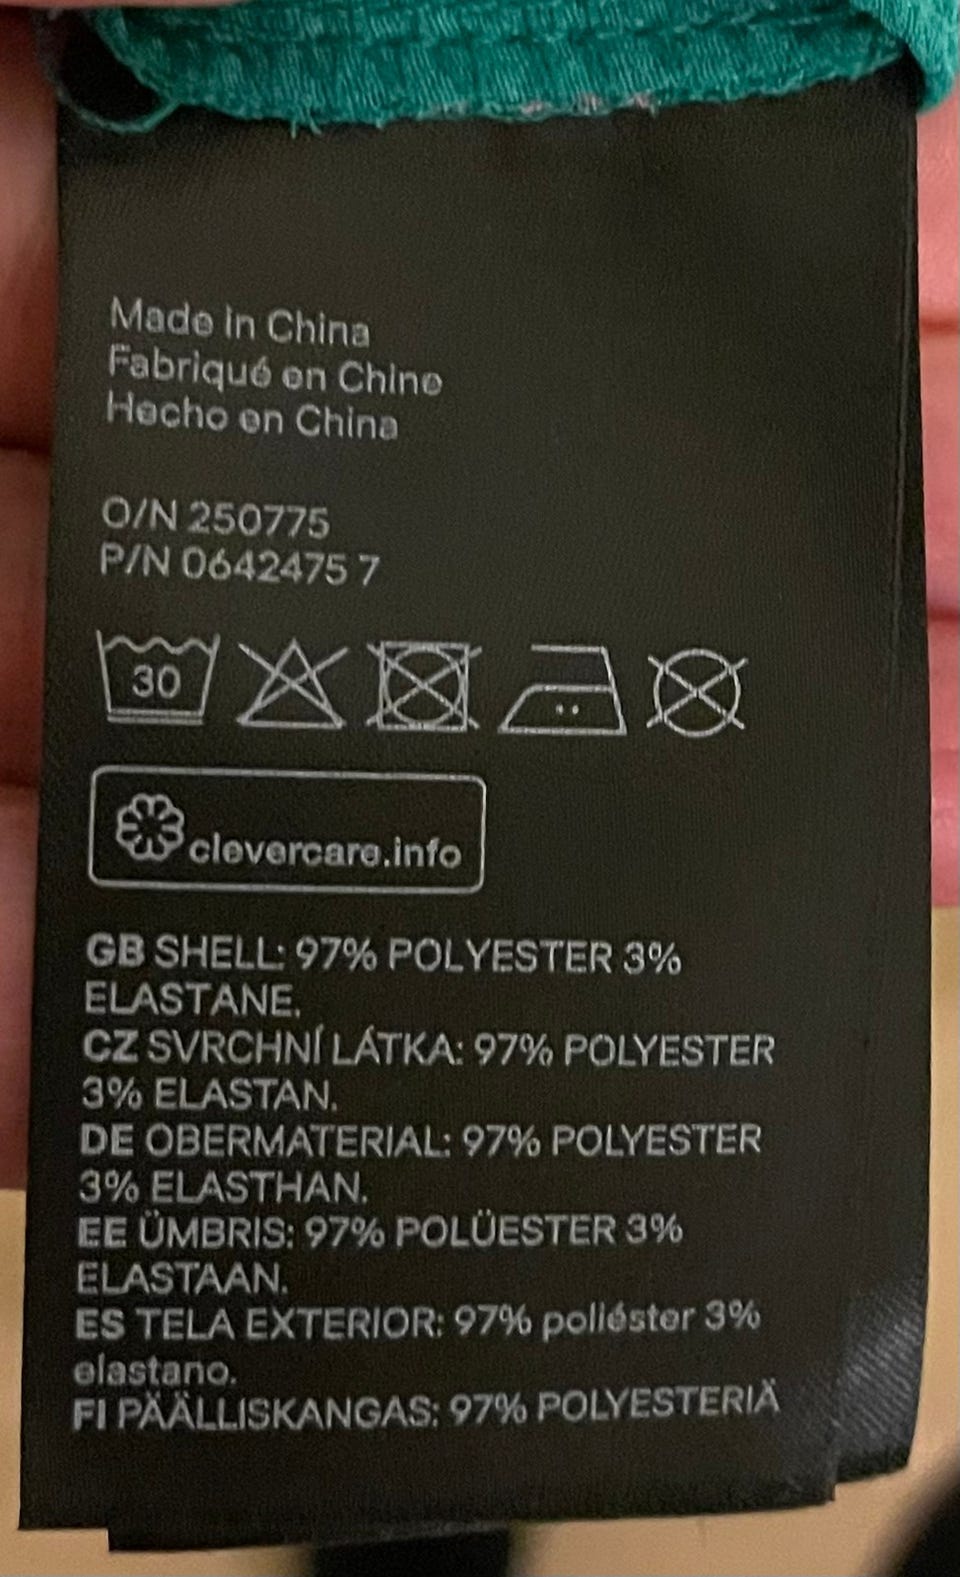 Made in China
Fabriqué en Chine
Hecho en China
O/N 250775
P/N 0642475 7
30
clevercare.info
GB SHELL: 97% POLYESTER 3%
ELASTANE.
CZ SVRCHNÍ LÁTKA: 97% POLYESTER
3% ELASTAN.
DE OBERMATERIAL: 97% POLYESTER
3% ELASTHAN.
EE ÜMBRIS: 97% POLÜESTER 3%
ELASTAAN.
ES TELA EXTERIOR: 97% poliéster 3%
elastano.
FI PÄÄLLISKANGAS: 97% POLYESTERIÄ